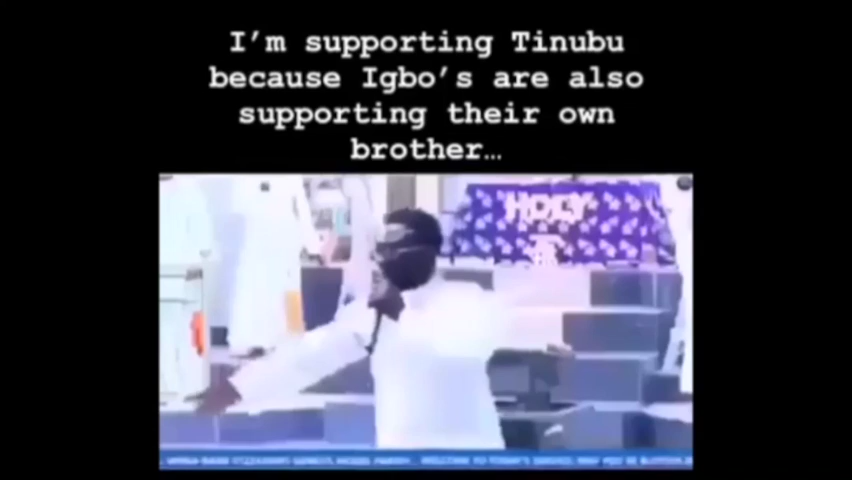 I'm supporting Tinubu
because Igbo's are also
supporting their own
brother…
HOLY